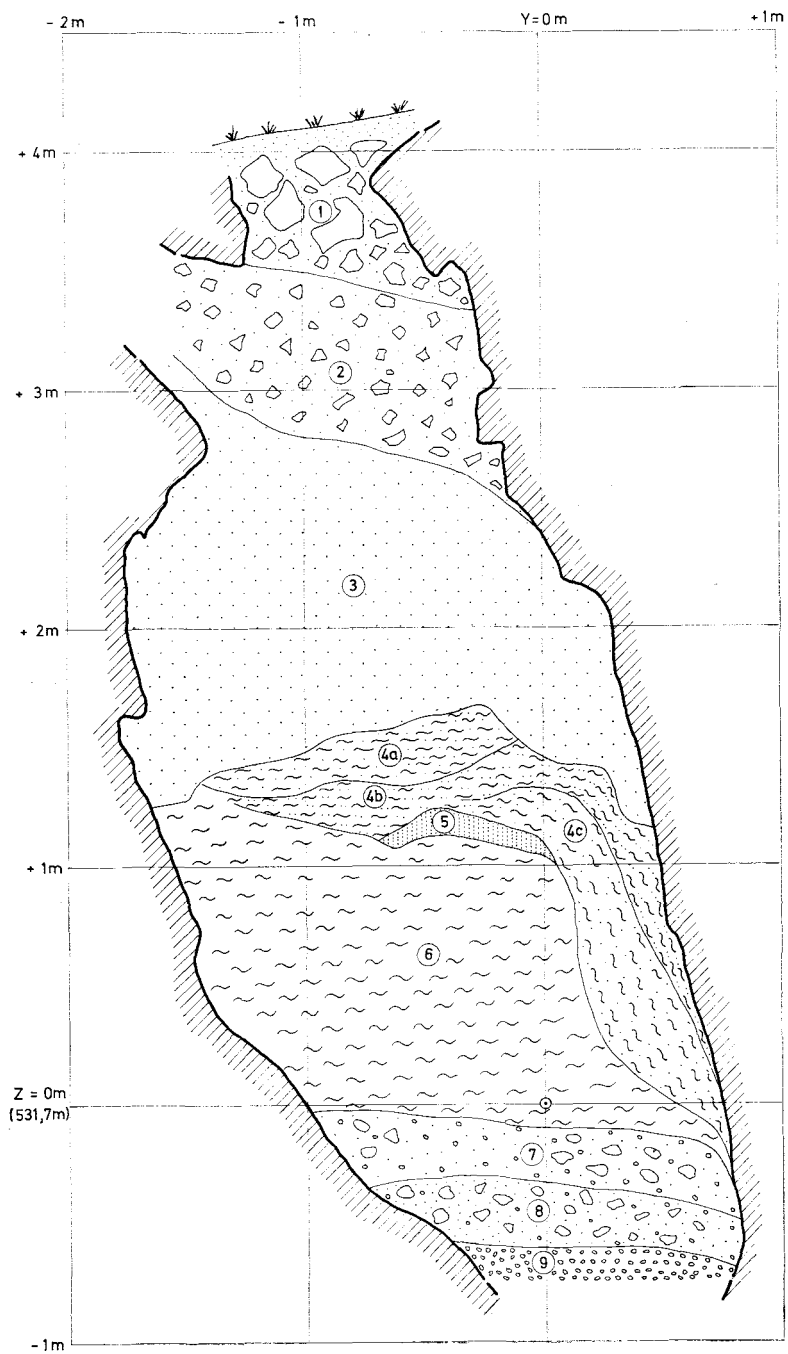 - 2m - 1m Y=0m +1m
+ 4m
1
2
+ 3m
3
+ 2m
4a
4b
5
4c
+ 1m
6
Z = 0m
(531,7m)
7
8
9
-1m